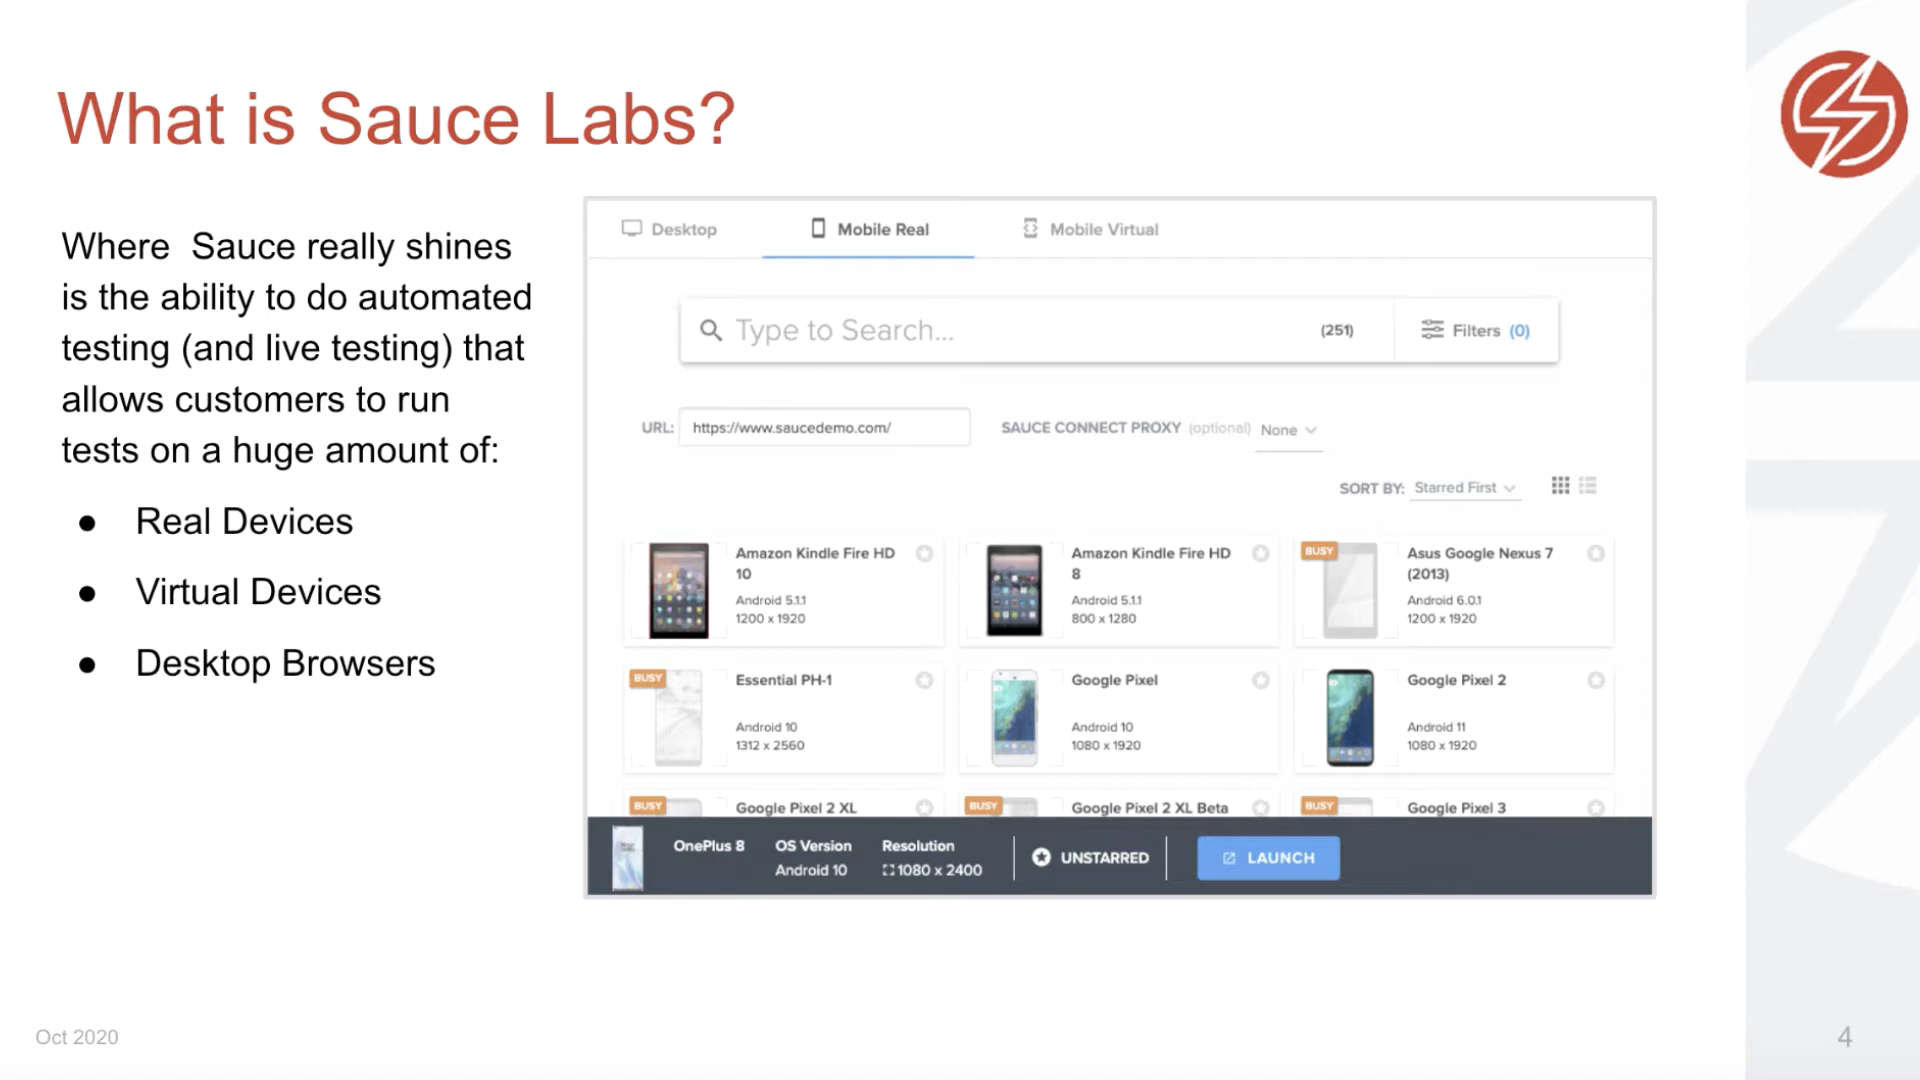 What is Sauce Labs?
Where  Sauce really shines
is the ability to do automated
testing (and live testing) that
allows customers to run
tests on a huge amount of:
● Real Devices
● Virtual Devices
● Desktop Browsers
Desktop
Mobile Real
Mobile Virtual
Type to Search...
(251)
Filters (0)
URL: https://www.saucedemo.com/
SAUCE CONNECT PROXY (optional) None
SORT BY: Starred First
Amazon Kindle Fire HD
10
Android 5.1.1
1200 x 1920
Amazon Kindle Fire HD
8
Android 5.1.1
800 x 1280
BUSY
Asus Google Nexus 7
(2013)
Android 6.0.1
1200 x 1920
BUSY
Essential PH-1
Android 10
1312 x 2560
Google Pixel
Android 10
1080 x 1920
Google Pixel 2
Android 11
1080 x 1920
BUSY
Google Pixel 2 XL
BUSY
Google Pixel 2 XL Beta
BUSY
Google Pixel 3
OnePlus 8
OS Version
Android 10
Resolution
1080 x 2400
UNSTARRED
LAUNCH
Oct 2020
4